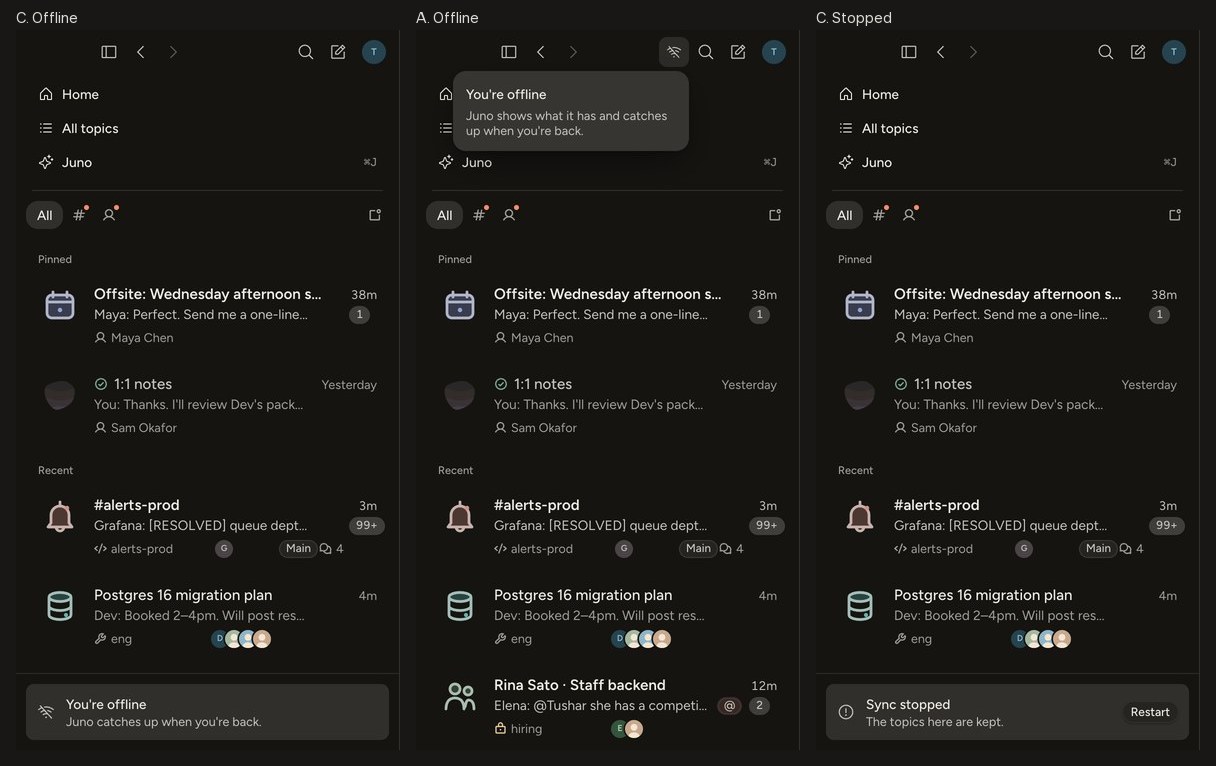 C. Offline
T
Home
All topics
Juno ⌘J
All
Pinned
Offsite: Wednesday afternoon s... 38m
Maya: Perfect. Send me a one-line... 1
Maya Chen
1:1 notes Yesterday
You: Thanks. I'll review Dev's pack...
Sam Okafor
Recent
#alerts-prod 3m
Grafana: [RESOLVED] queue dept... 99+
alerts-prod G Main 4
Postgres 16 migration plan 4m
Dev: Booked 2–4pm. Will post res...
eng D
You're offline
Juno catches up when you're back.
A. Offline
T
You're offline
Juno shows what it has and catches
up when you're back.
Juno ⌘J
All
Pinned
Offsite: Wednesday afternoon s... 38m
Maya: Perfect. Send me a one-line... 1
Maya Chen
1:1 notes Yesterday
You: Thanks. I'll review Dev's pack...
Sam Okafor
Recent
#alerts-prod 3m
Grafana: [RESOLVED] queue dept... 99+
alerts-prod G Main 4
Postgres 16 migration plan 4m
Dev: Booked 2–4pm. Will post res...
eng D
Rina Sato · Staff backend 12m
Elena: @Tushar she has a competi... @ 2
hiring E
C. Stopped
T
Home
All topics
Juno ⌘J
All
Pinned
Offsite: Wednesday afternoon s... 38m
Maya: Perfect. Send me a one-line... 1
Maya Chen
1:1 notes Yesterday
You: Thanks. I'll review Dev's pack...
Sam Okafor
Recent
#alerts-prod 3m
Grafana: [RESOLVED] queue dept... 99+
alerts-prod G Main 4
Postgres 16 migration plan 4m
Dev: Booked 2–4pm. Will post res...
eng D
Sync stopped
The topics here are kept.
Restart